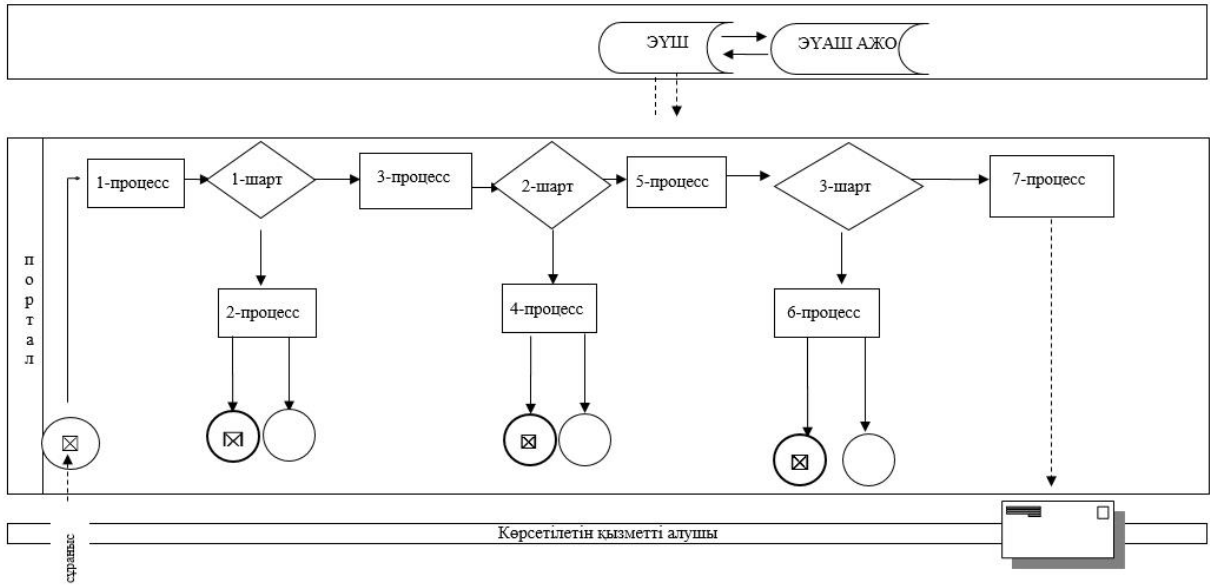 ЭҮШ
ЭҮАШ АЖО
1-процесс
1-шарт
3-процесс
2-шарт
5-процесс
3-шарт
7-процесс
портал
2-процесс
4-процесс
6-процесс
Көрсетілетін қызметті алушы
сұраныс